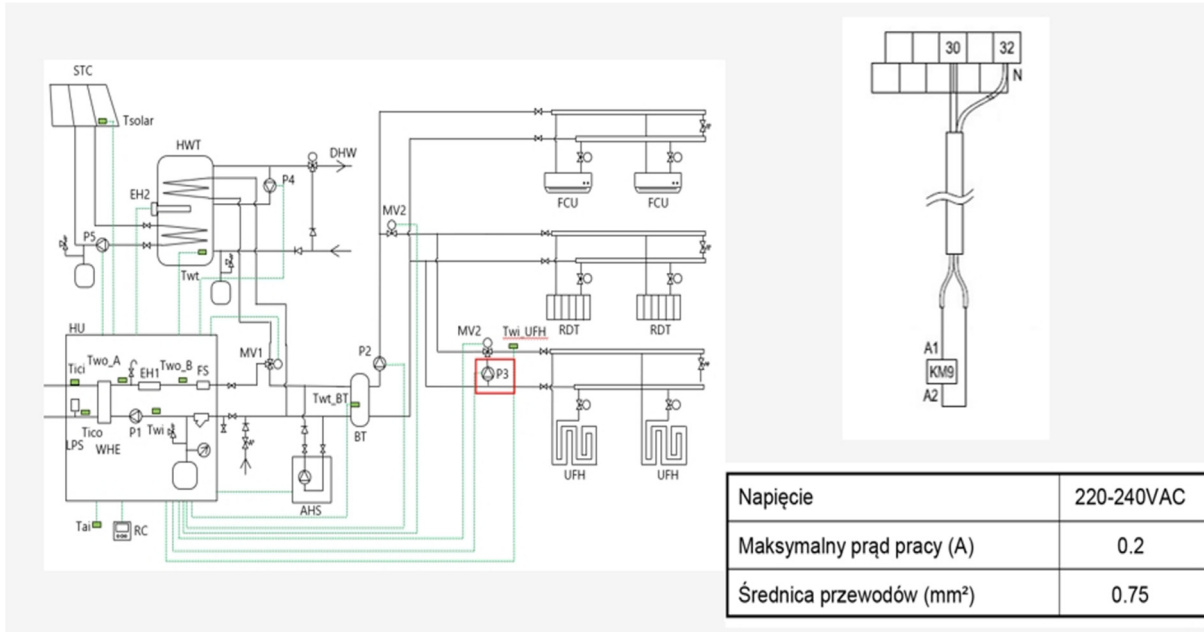 STC
Tsolar
HWT
DHW
P4
EH2
P5
Twt
MV2
FCU
FCU
RDT
RDT
HU
Tici
Two_A
EH1
Two_B
FS
MV1
P2
MV2
Twi_UFH
P3
Twt_BT
BT
Tico
P1
Twi
LPS
WHE
AHS
UFH
UFH
Tai
RC
30
32
N
A1
KM9
A2
Napięcie 220-240VAC
Maksymalny prąd pracy (A) 0.2
Średnica przewodów (mm²) 0.75